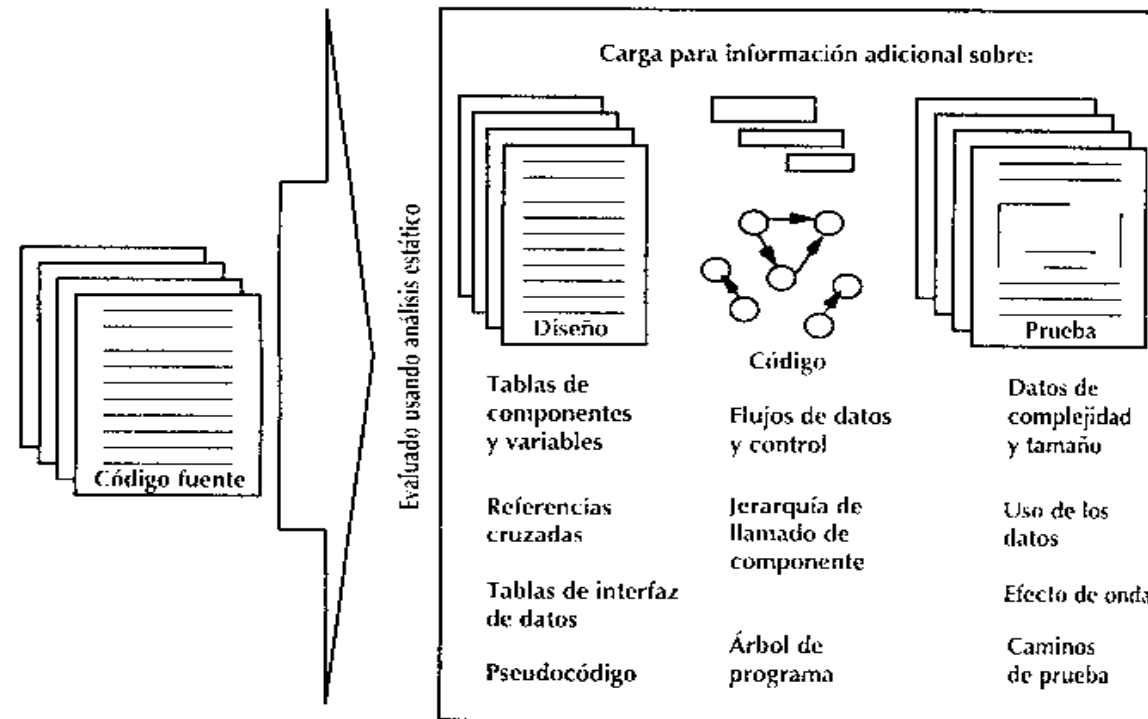 Carga para información adicional sobre:
Evaluado usando análisis estático
Código fuente
Diseño
Tablas de
componentes
y variables
Referencias
cruzadas
Tablas de interfaz
de datos
Pseudocódigo
Código
Flujos de datos
y control
Jerarquía de
llamado de
componente
Árbol de
programa
Prueba
Datos de
complejidad
y tamaño
Uso de los
datos
Efecto de onda
Caminos
de prueba